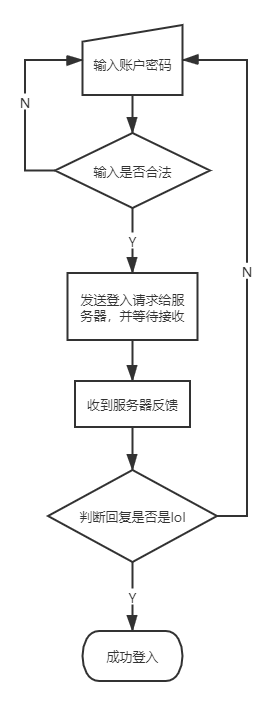 输入账户密码
N
输入是否合法
Y
发送登入请求给服
务器，并等待接收
N
收到服务器反馈
判断回复是否是lol
Y
成功登入